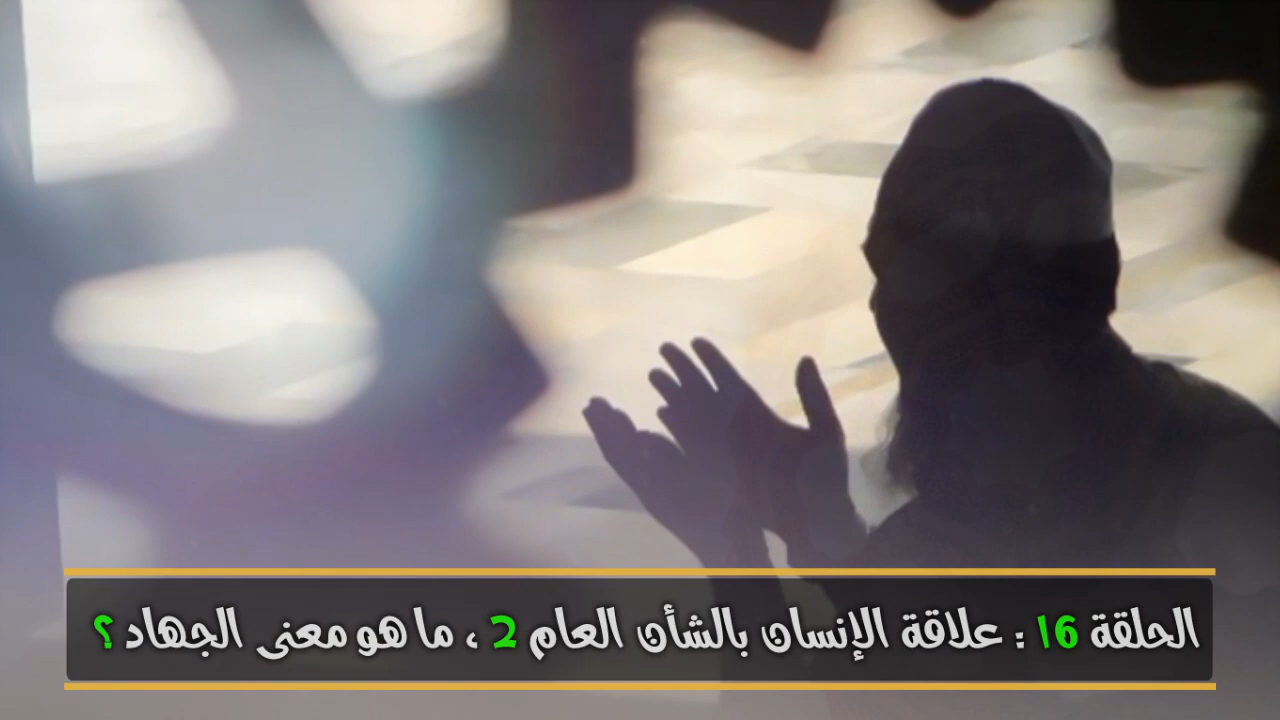 الحلقة 16 : علاقة الإنسان بالشأن العام 2 ، ما هو معنى الجهاد ؟